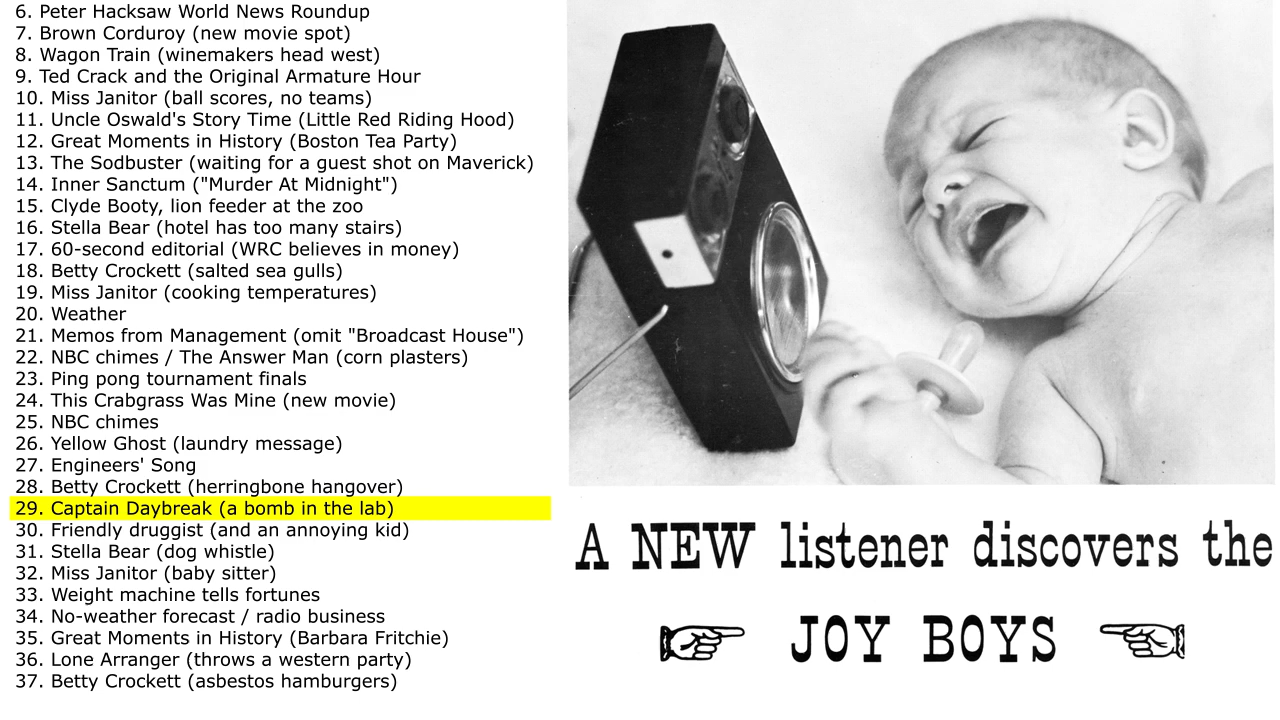 6. Peter Hacksaw World News Roundup
7. Brown Corduroy (new movie spot)
8. Wagon Train (winemakers head west)
9. Ted Crack and the Original Armature Hour
10. Miss Janitor (ball scores, no teams)
11. Uncle Oswald's Story Time (Little Red Riding Hood)
12. Great Moments in History (Boston Tea Party)
13. The Sodbuster (waiting for a guest shot on Maverick)
14. Inner Sanctum ("Murder At Midnight")
15. Clyde Booty, lion feeder at the zoo
16. Stella Bear (hotel has too many stairs)
17. 60-second editorial (WRC believes in money)
18. Betty Crockett (salted sea gulls)
19. Miss Janitor (cooking temperatures)
20. Weather
21. Memos from Management (omit "Broadcast House")
22. NBC chimes / The Answer Man (corn plasters)
23. Ping pong tournament finals
24. This Crabgrass Was Mine (new movie)
25. NBC chimes
26. Yellow Ghost (laundry message)
27. Engineers' Song
28. Betty Crockett (herringbone hangover)
29. Captain Daybreak (a bomb in the lab)
30. Friendly druggist (and an annoying kid)
31. Stella Bear (dog whistle)
32. Miss Janitor (baby sitter)
33. Weight machine tells fortunes
34. No-weather forecast / radio business
35. Great Moments in History (Barbara Fritchie)
36. Lone Arranger (throws a western party)
37. Betty Crockett (asbestos hamburgers)
A NEW listener discovers the
JOY BOYS